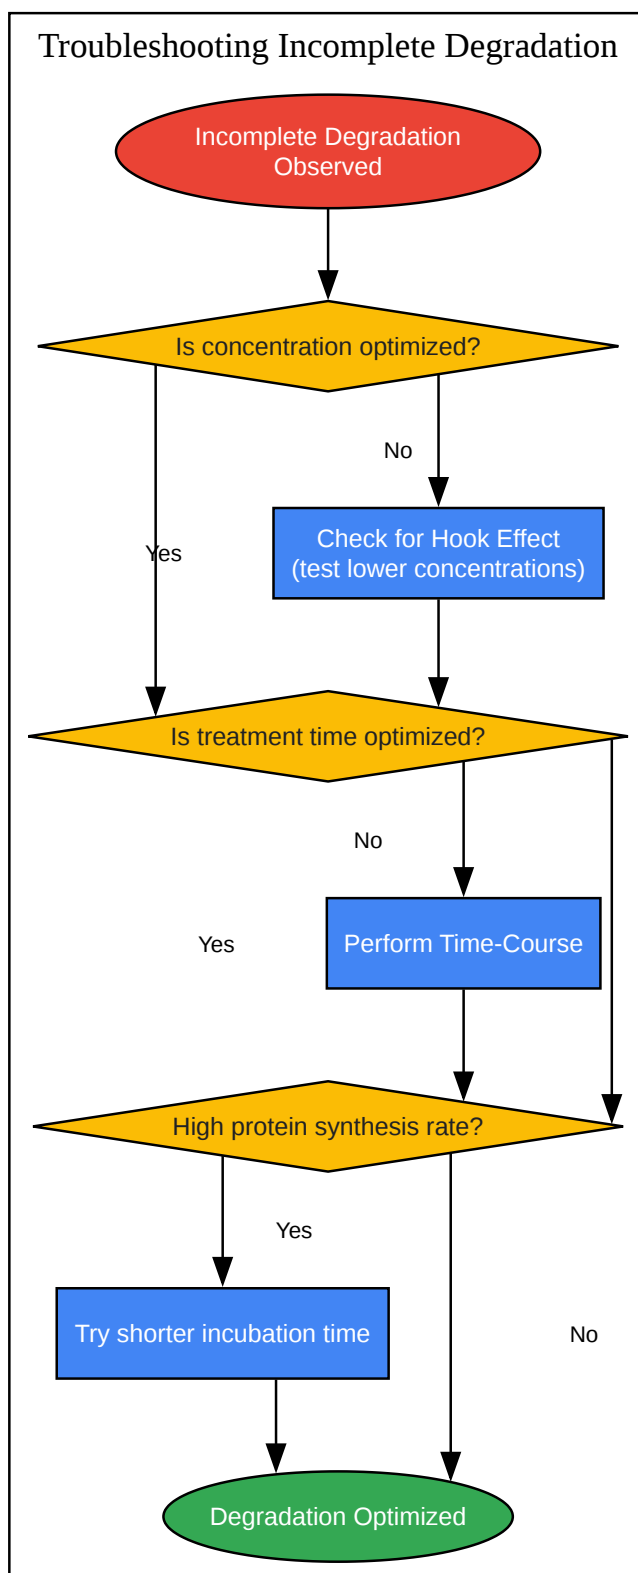 Troubleshooting Incomplete Degradation
Incomplete Degradation
Observed
Is concentration optimized?
No
Check for Hook Effect
(test lower concentrations)
Yes
Is treatment time optimized?
No
Perform Time-Course
Yes
High protein synthesis rate?
Yes
Try shorter incubation time
No
Degradation Optimized